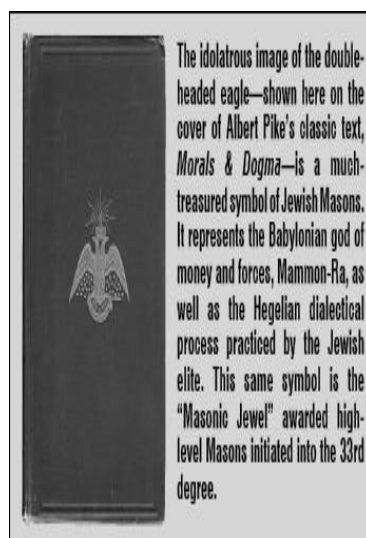 The idolatrous image of the double-
headed eagle—shown here on the
cover of Albert Pike's classic text,
Morals & Dogma—is a much-
treasured symbol of Jewish Masons.
It represents the Babylonian god of
money and forces, Mammon-Ra, as
well as the Hegelian dialectical
process practiced by the Jewish
elite. This same symbol is the
“Masonic Jewel” awarded high-
level Masons initiated into the 33rd
degree.